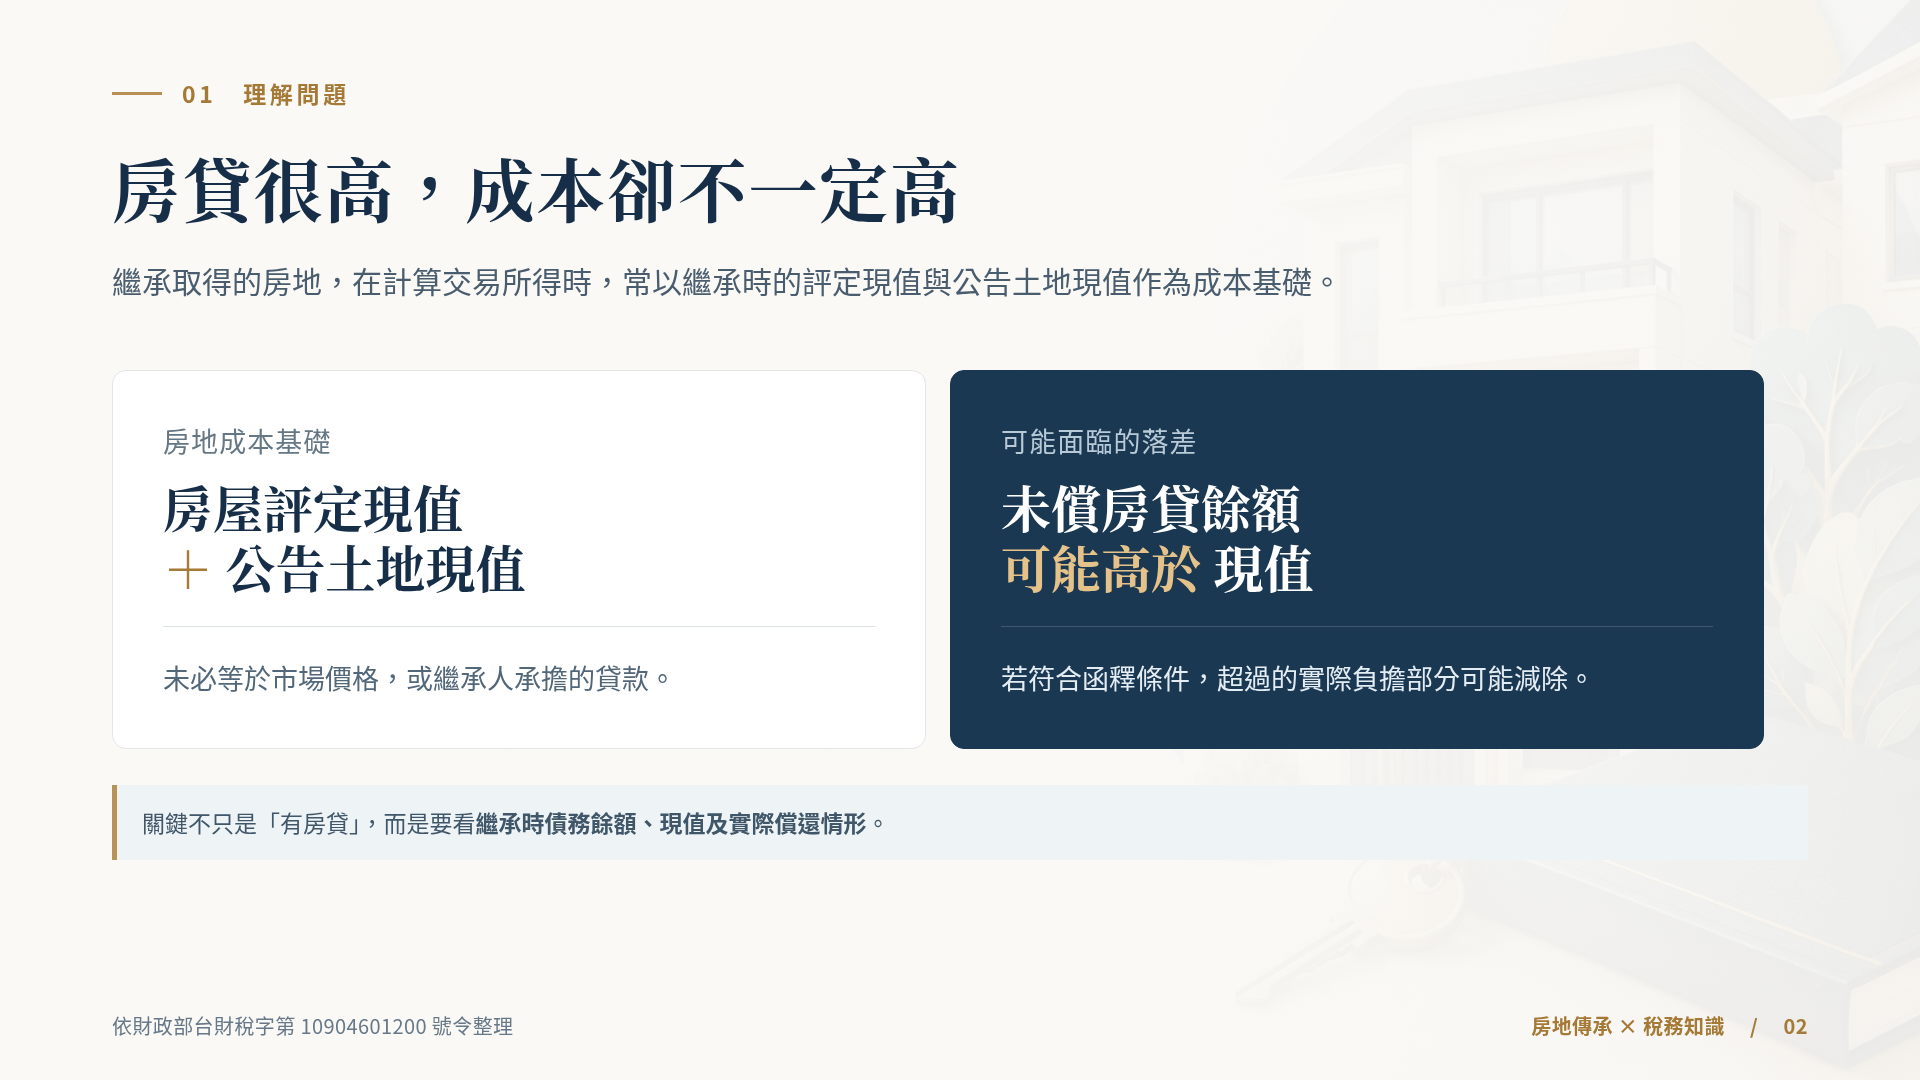 01 理解問題
房貸很高，成本卻不一定高
繼承取得的房地，在計算交易所得時，常以繼承時的評定現值與公告土地現值作為成本基礎。
房地成本基礎
房屋評定現值
＋ 公告土地現值
未必等於市場價格，或繼承人承擔的貸款。
可能面臨的落差
未償房貸餘額
可能高於 現值
若符合函釋條件，超過的實際負擔部分可能減除。
關鍵不只是「有房貸」，而是要看繼承時債務餘額、現值及實際償還情形。
依財政部台財稅字第 10904601200 號令整理
房地傳承 × 稅務知識 / 02